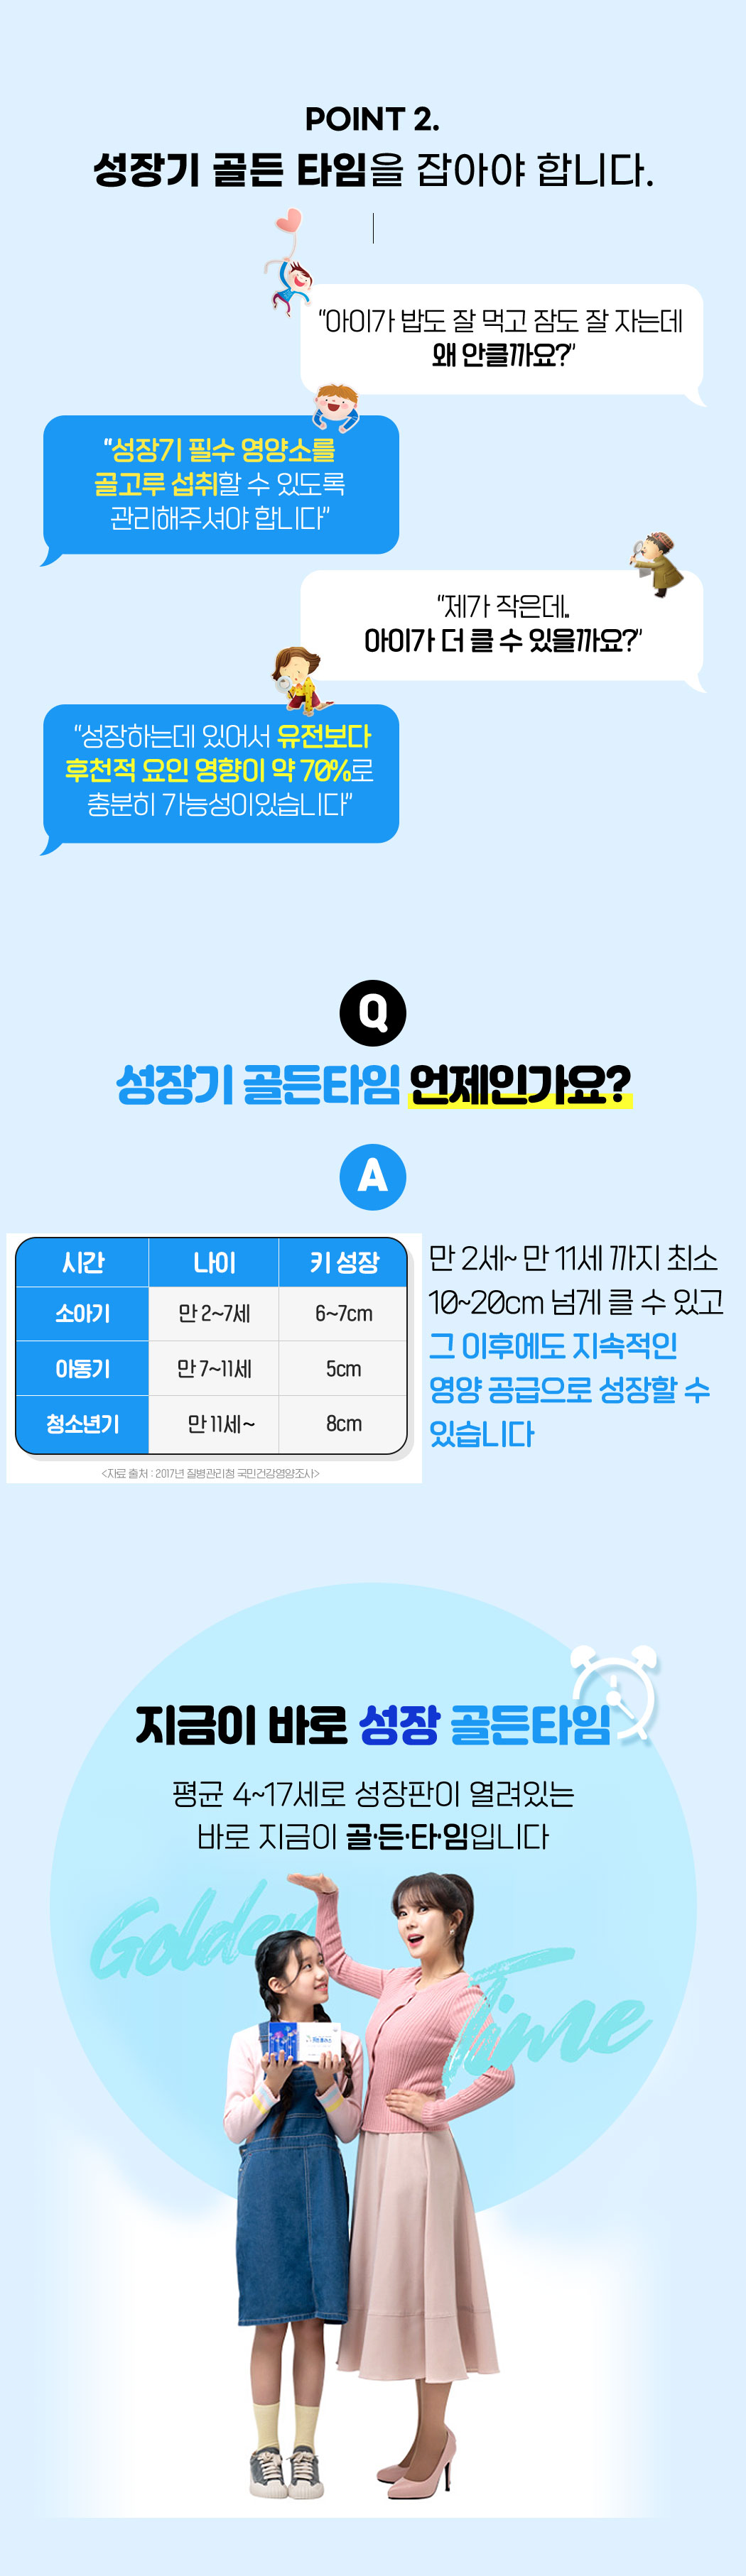 POINT 2.
성장기 골든 타임을 잡아야 합니다.
“아이가 밥도 잘 먹고 잠도 잘 자는데
왜 안클까요?”
“성장기 필수 영양소를
골고루 섭취할 수 있도록
관리해주셔야 합니다”
“제가 작은데..
아이가 더 클 수 있을까요?”
“성장하는데 있어서 유전보다
후천적 요인 영향이 약 70%로
충분히 가능성이있습니다”
Q
성장기 골든타임 언제인가요?
A
시간 나이 키 성장
소아기 만 2~7세 6~7cm
아동기 만 7~11세 5cm
청소년기 만 11세~ 8cm
<자료 출처 : 2017년 질병관리청 국민건강영양조사>
만 2세~ 만 11세 까지 최소
10~20cm 넘게 클 수 있고
그 이후에도 지속적인
영양 공급으로 성장할 수
있습니다
지금이 바로 성장 골든타임
평균 4~17세로 성장판이 열려있는
바로 지금이 골·든·타·임입니다
Golden
Time